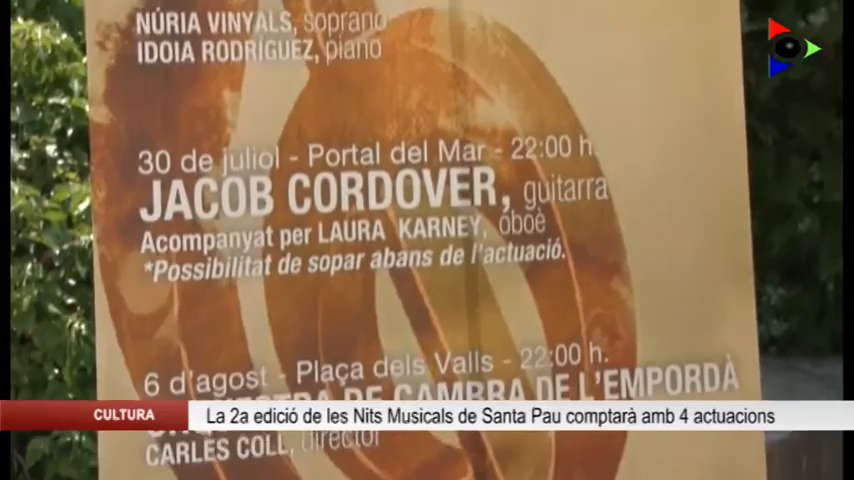 NÚRIA VINYALS, soprano
IDOIA RODRÍGUEZ, piano
30 de juliol - Portal del Mar - 22:00 h.
JACOB CORDOVER, guitarra
Acompanyat per LAURA KARNEY, oboè
*Possibilitat de sopar abans de l'actuació.
6 d'agost - Plaça dels Valls - 22:00 h.
ORQUESTRA DE CAMBRA DE L'EMPORDÀ
CULTURA La 2a edició de les Nits Musicals de Santa Pau comptarà amb 4 actuacions
CARLES COLL, director